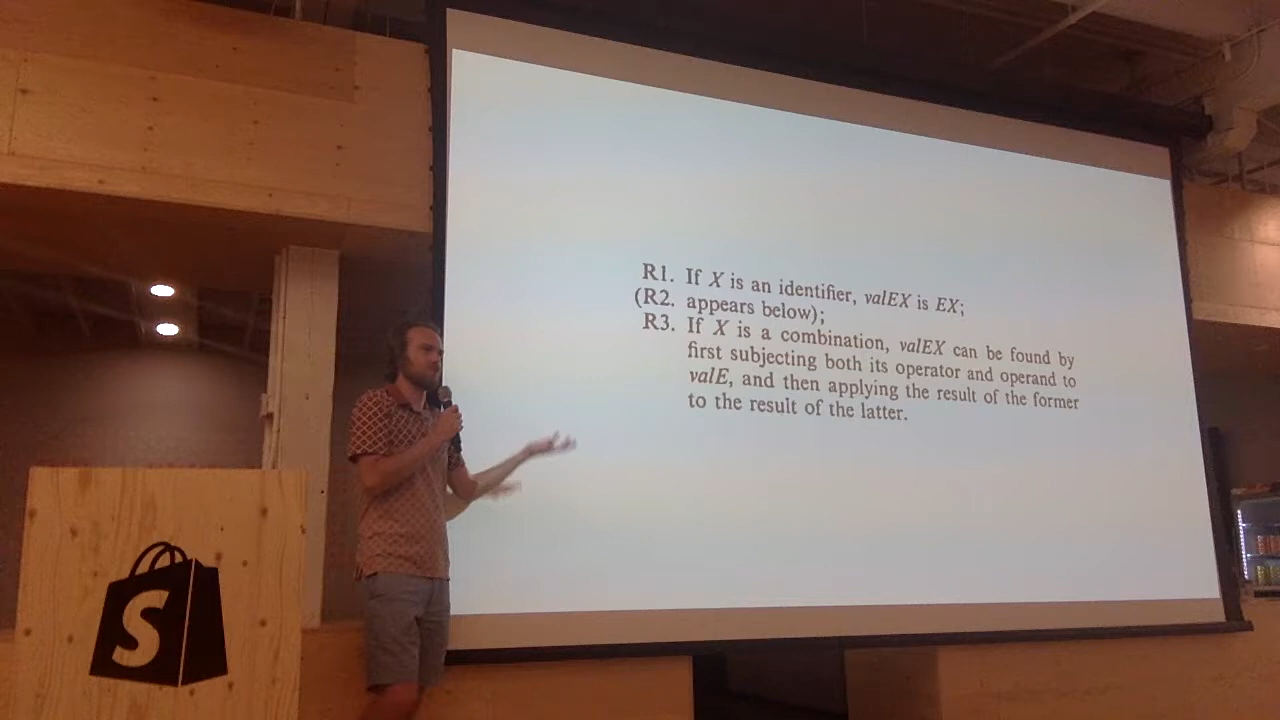 R1. If X is an identifier, valEX is EX;
(R2. appears below);
R3. If X is a combination, valEX can be found by
first subjecting both its operator and operand to
valE, and then applying the result of the former
to the result of the latter.
S